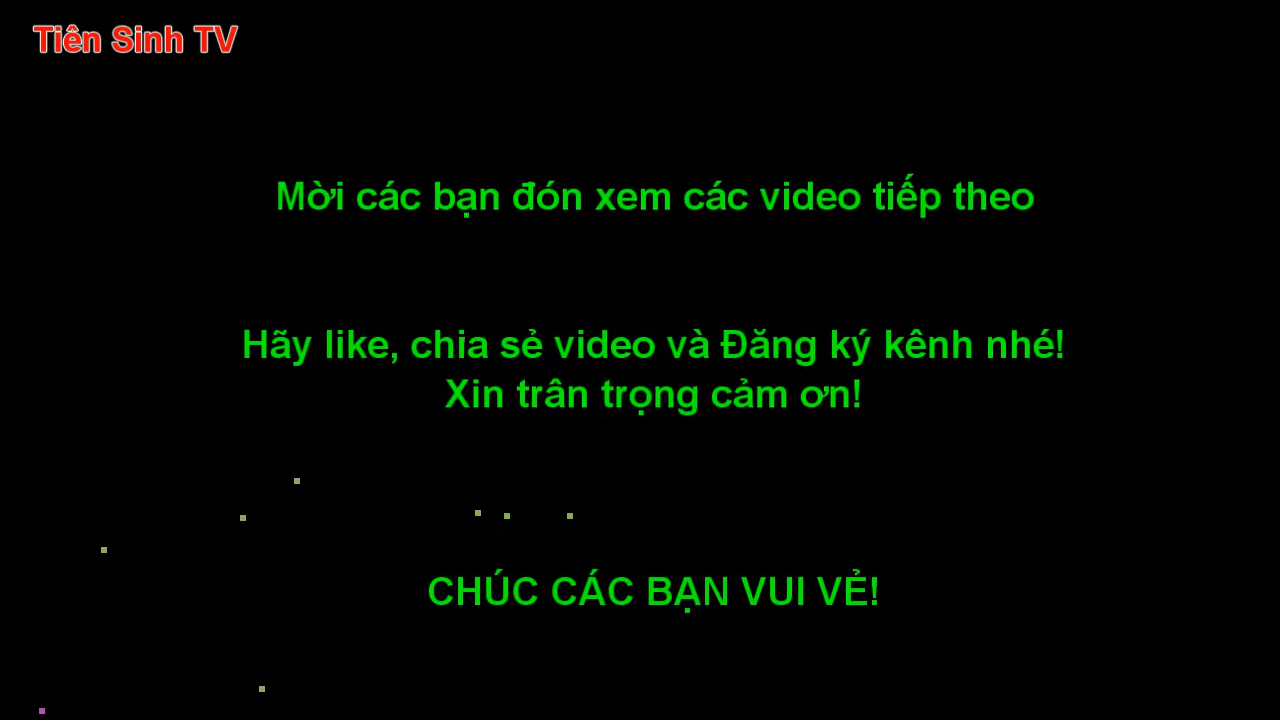 Tiên Sinh TV
Mời các bạn đón xem các video tiếp theo
Hãy like, chia sẻ video và Đăng ký kênh nhé!
Xin trân trọng cảm ơn!
CHÚC CÁC BẠN VUI VẺ!